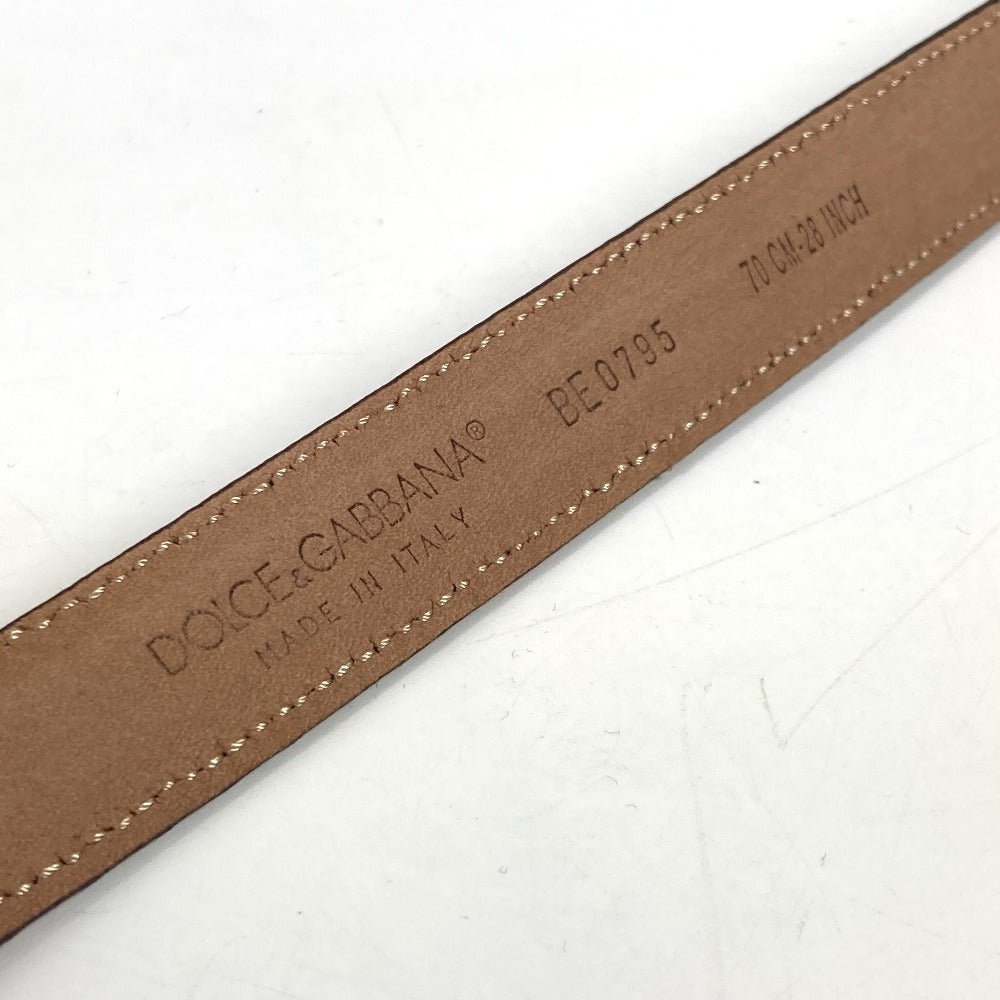 DOLCE&GABBANA®
MADE IN ITALY
BE0795
70 CM-28 INCH